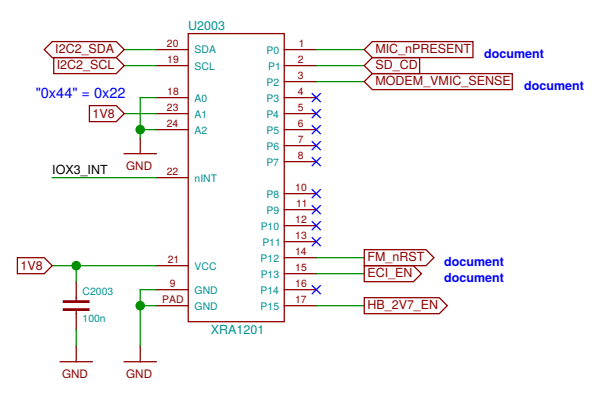 U2003
I2C2_SDA 20 SDA P0 1 MIC_nPRESENT document
I2C2_SCL 19 SCL P1 2 SD_CD
P2 3 MODEM_VMIC_SENSE document
"0x44" = 0x22 18 A0 P3 4
1V8 23 A1 P4 5
24 A2 P5 6
P6 7
GND P7 8
IOX3_INT 22 nINT
P8 10
P9 11
P10 12
P11 13
P12 14 FM_nRST document
1V8 21 VCC P13 15 ECI_EN document
C2003 9 GND P14 16
PAD GND P15 17 HB_2V7_EN
100n
XRA1201
GND GND